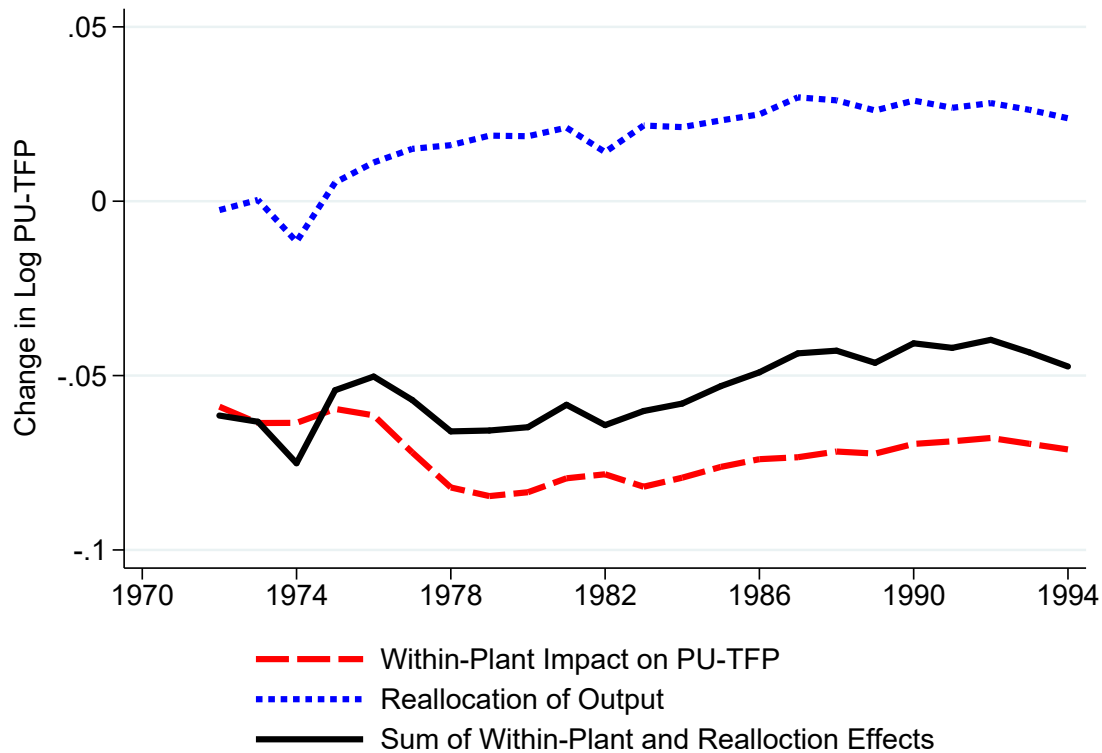 .05
0
-.05
-.1
Change in Log PU-TFP
1970 1974 1978 1982 1986 1990 1994
Within-Plant Impact on PU-TFP
Reallocation of Output
Sum of Within-Plant and Realloction Effects